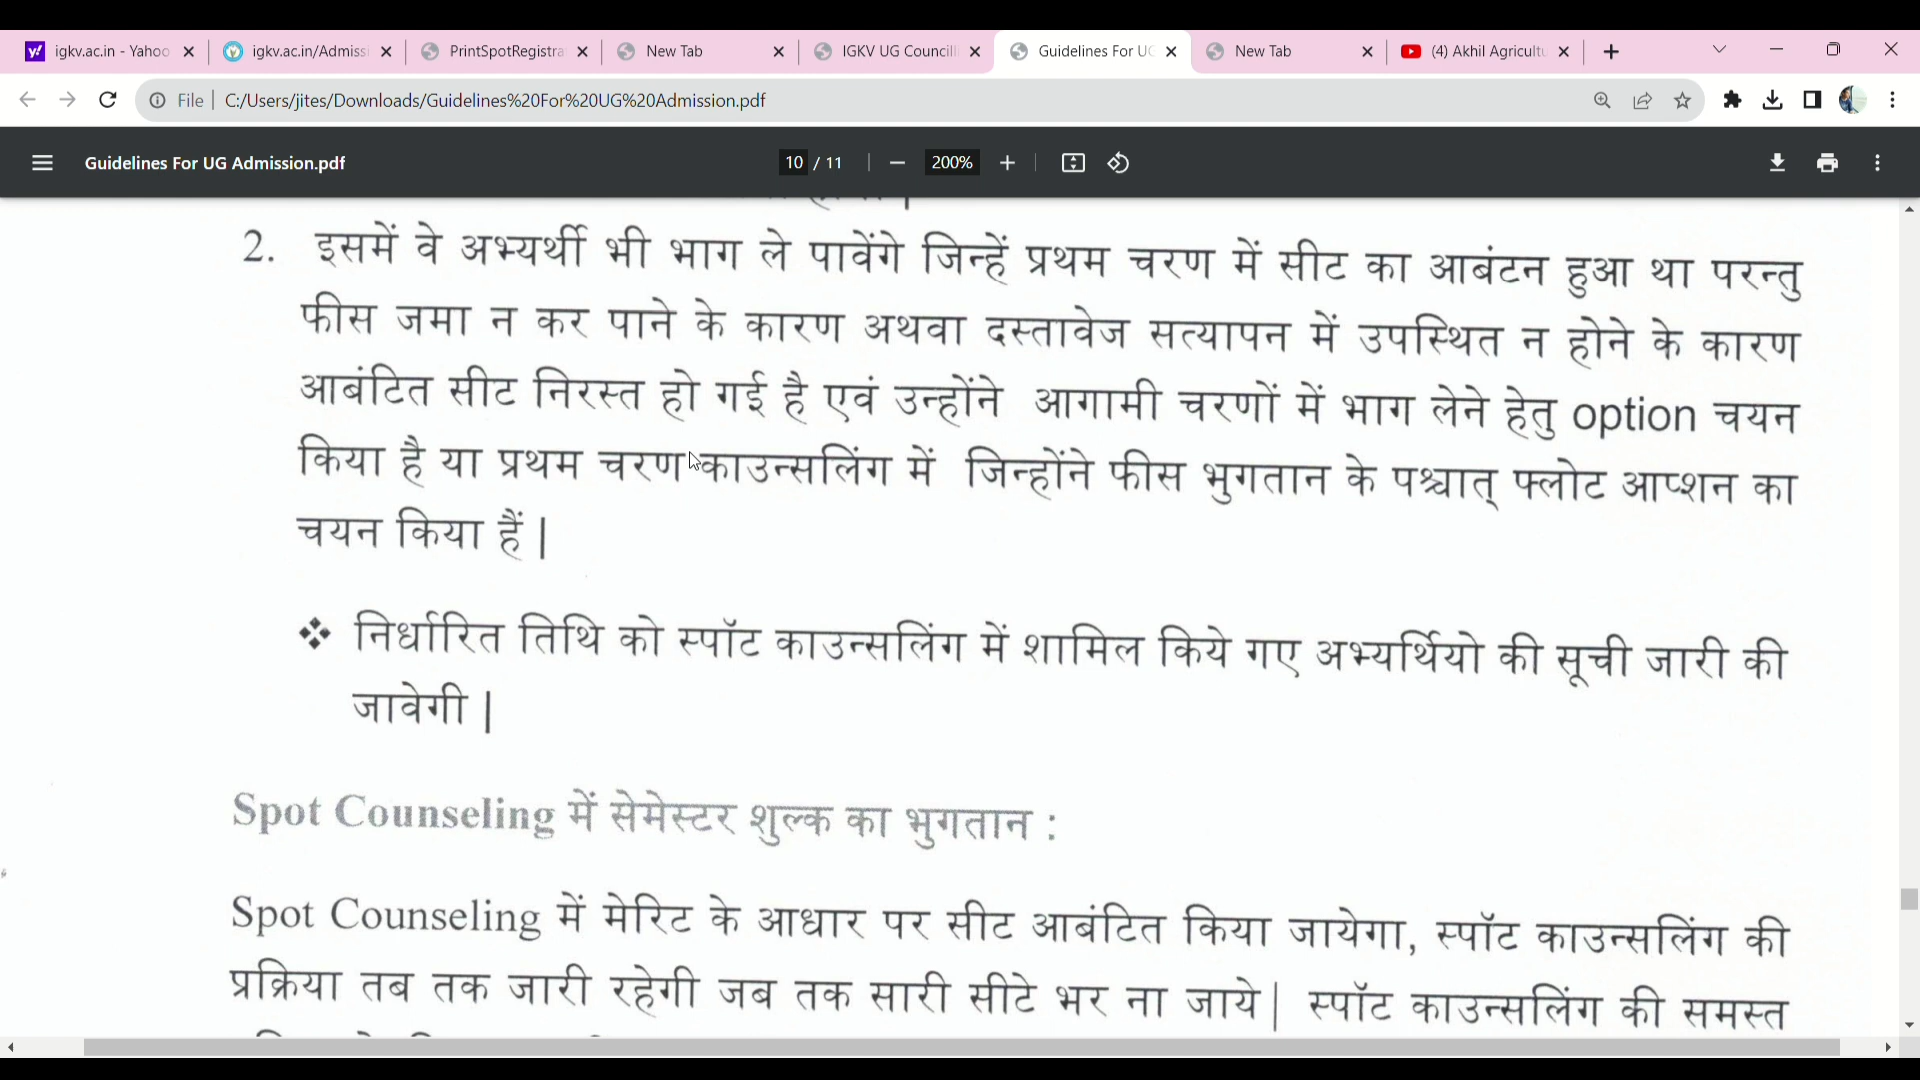 igkv.ac.in - Yahoo
igkv.ac.in/Admiss
PrintSpotRegistra
New Tab
IGKV UG Councill
Guidelines For UG
New Tab
(4) Akhil Agricultu
File
C:/Users/jites/Downloads/Guidelines%20For%20UG%20Admission.pdf
Guidelines For UG Admission.pdf
10 / 11
200%
2. इसमें वे अभ्यर्थी भी भाग ले पावेंगे जिन्हें प्रथम चरण में सीट का आबंटन हुआ था परन्तु
फीस जमा न कर पाने के कारण अथवा दस्तावेज सत्यापन में उपस्थित न होने के कारण
आबंटित सीट निरस्त हो गई है एवं उन्होंने आगामी चरणों में भाग लेने हेतु option चयन
किया है या प्रथम चरण काउन्सलिंग में जिन्होंने फीस भुगतान के पश्चात् फ्लोट आप्शन का
चयन किया हैं |
❖ निर्धारित तिथि को स्पॉट काउन्सलिंग में शामिल किये गए अभ्यर्थियो की सूची जारी की
जावेगी |
Spot Counseling में सेमेस्टर शुल्क का भुगतान :
Spot Counseling में मेरिट के आधार पर सीट आबंटित किया जायेगा, स्पॉट काउन्सलिंग की
प्रक्रिया तब तक जारी रहेगी जब तक सारी सीटे भर ना जाये| स्पॉट काउन्सलिंग की समस्त